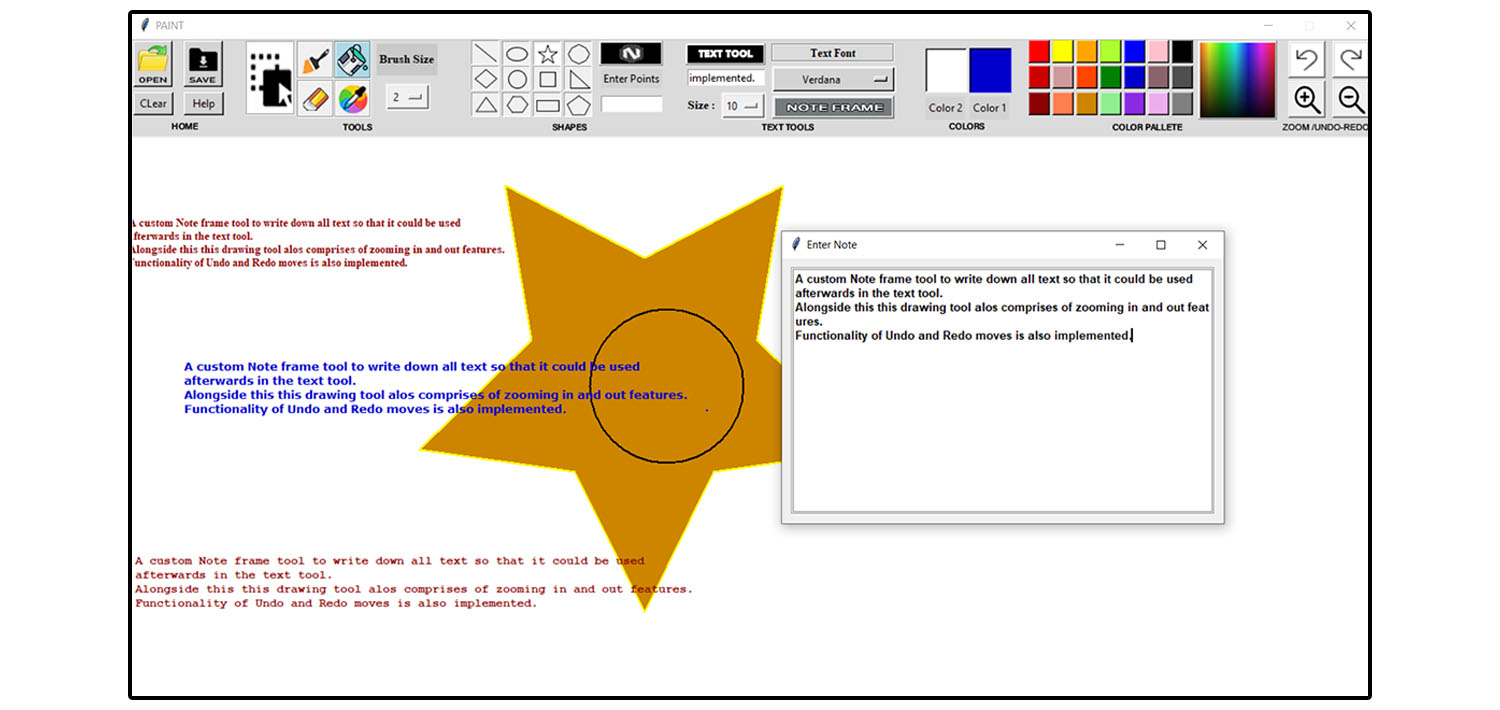 PAINT
OPEN
SAVE
CLear
Help
HOME
Brush Size
2
TOOLS
Enter Points
SHAPES
TEXT TOOL
implemented.
Size :
10
Text Font
Verdana
NOTE FRAME
TEXT TOOLS
Color 2
Color 1
COLORS
COLOR PALLETE
ZOOM /UNDO-REDO
A custom Note frame tool to write down all text so that it could be used
afterwards in the text tool.
Alongside this this drawing tool alos comprises of zooming in and out features.
Functionality of Undo and Redo moves is also implemented.
Enter Note
A custom Note frame tool to write down all text so that it could be used
afterwards in the text tool.
Alongside this this drawing tool alos comprises of zooming in and out feat
ures.
Functionality of Undo and Redo moves is also implemented.
A custom Note frame tool to write down all text so that it could be used
afterwards in the text tool.
Alongside this this drawing tool alos comprises of zooming in and out features.
Functionality of Undo and Redo moves is also implemented.
A custom Note frame tool to write down all text so that it could be used
afterwards in the text tool.
Alongside this this drawing tool alos comprises of zooming in and out features.
Functionality of Undo and Redo moves is also implemented.